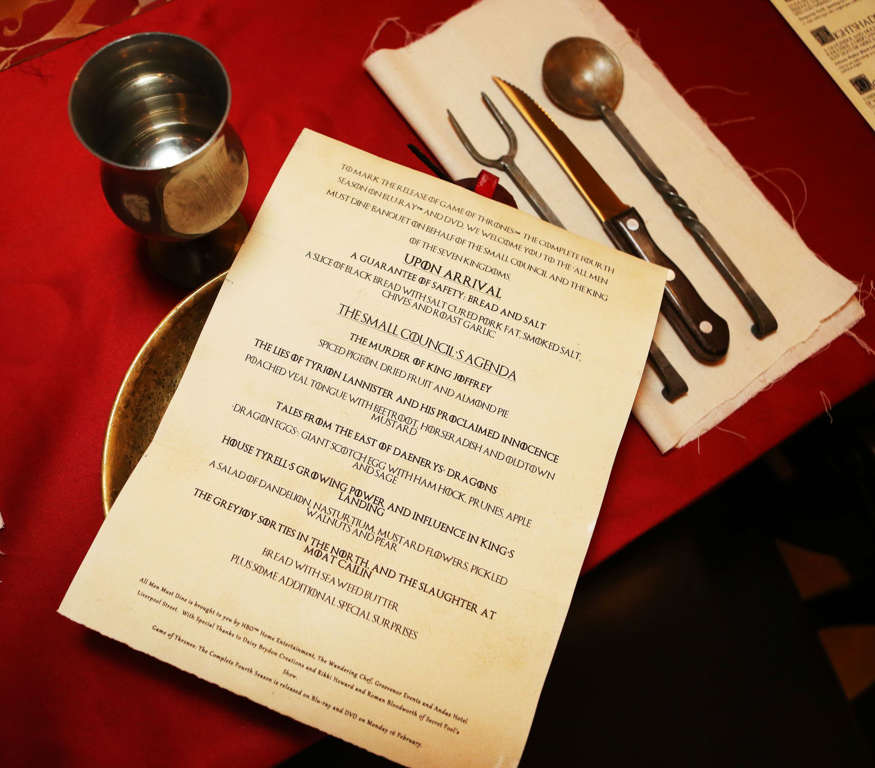 TO MARK THE RELEASE OF GAME OF THRONES™ THE COMPLETE FOURTH
SEASON ON BLU-RAY™ AND DVD, WE WELCOME YOU TO THE 'ALL MEN
MUST DINE' BANQUET ON BEHALF OF THE SMALL COUNCIL AND THE KING
OF THE SEVEN KINGDOMS
UPON ARRIVAL
A GUARANTEE OF SAFETY: BREAD AND SALT
A SLICE OF BLACK BREAD WITH SALT CURED PORK FAT, SMOKED SALT,
CHIVES AND ROAST GARLIC
THE SMALL COUNCIL'S AGENDA
THE MURDER OF KING JOFFREY
SPICED PIGEON, DRIED FRUIT AND ALMOND PIE
THE LIES OF TYRION LANNISTER AND HIS PROCLAIMED INNOCENCE
POACHED VEAL TONGUE WITH BEETROOT, HORSERADISH AND OLDTOWN
MUSTARD
TALES FROM THE EAST OF DAENERYS' DRAGONS
'DRAGON EGGS': GIANT SCOTCH EGG WITH HAM HOCK, PRUNES, APPLE
AND SAGE
HOUSE TYRELL'S GROWING POWER AND INFLUENCE IN KING'S
LANDING
A SALAD OF DANDELION, NASTURTIUM, MUSTARD FLOWERS, PICKLED
WALNUTS AND PEAR
THE GREYJOY SORTIES IN THE NORTH, AND THE SLAUGHTER AT
MOAT CAILIN
BREAD WITH SEAWEED BUTTER
PLUS SOME ADDITIONAL SPECIAL SURPRISES
All Men Must Dine is brought to you by HBO™ Home Entertainment, The Wandering Chef, Grosvenor Events and Andaz Hotel
Liverpool Street. With Special Thanks to Daisy Brydon Creations and Rikki Howard and Roman Bloodworth of Secret Fool's
Show.
Game of Thrones: The Complete Fourth Season is released on Blu-ray and DVD on Monday 16 February.